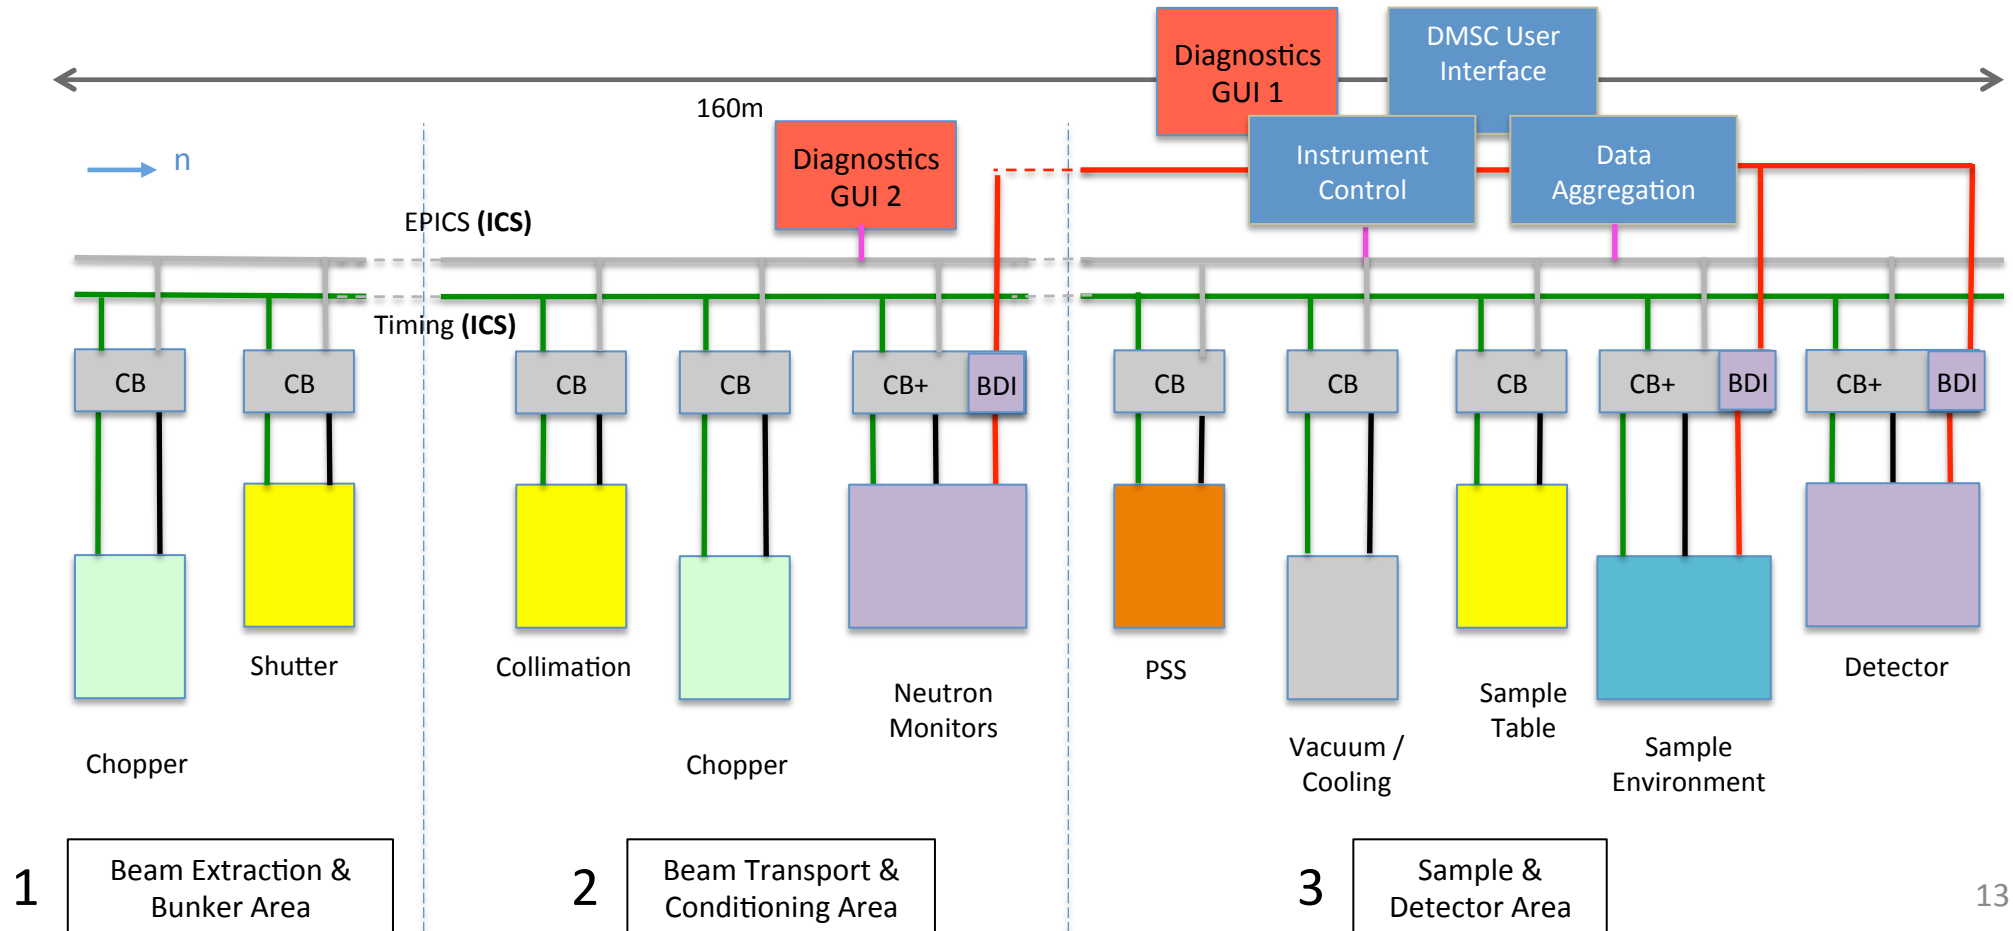 Diagnostics
GUI 1
DMSC User
Interface
160m
n
Diagnostics
GUI 2
Instrument
Control
Data
Aggregation
EPICS (ICS)
Timing (ICS)
CB
CB
CB
CB
CB+
BDI
CB
CB
CB
CB+
BDI
CB+
BDI
Shutter
Collimation
Neutron
Monitors
PSS
Sample
Table
Detector
Chopper
Chopper
Vacuum /
Cooling
Sample
Environment
1
Beam Extraction &
Bunker Area
2
Beam Transport &
Conditioning Area
3
Sample &
Detector Area
13